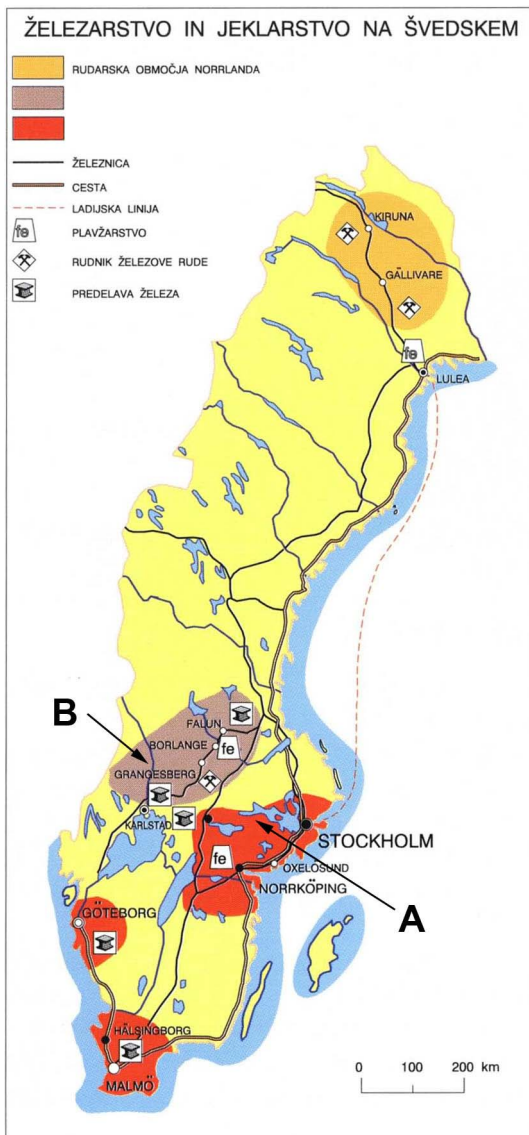 ŽELEZARSTVO IN JEKLARSTVO NA ŠVEDSKEM
RUDARSKA OBMOČJA NORRLANDA
ŽELEZNICA
CESTA
LADIJSKA LINIJA
fe PLAVŽARSTVO
RUDNIK ŽELEZOVE RUDE
PREDELAVA ŽELEZA
KIRUNA
GÄLLIVARE
fe
LULEA
B
FALUN
BORLANGE
fe
GRANGESBERG
KARLSTAD
STOCKHOLM
fe
OXELOSUND
NORRKÖPING
A
GÖTEBORG
HÄLSINGBORG
MALMÖ
0 100 200 km